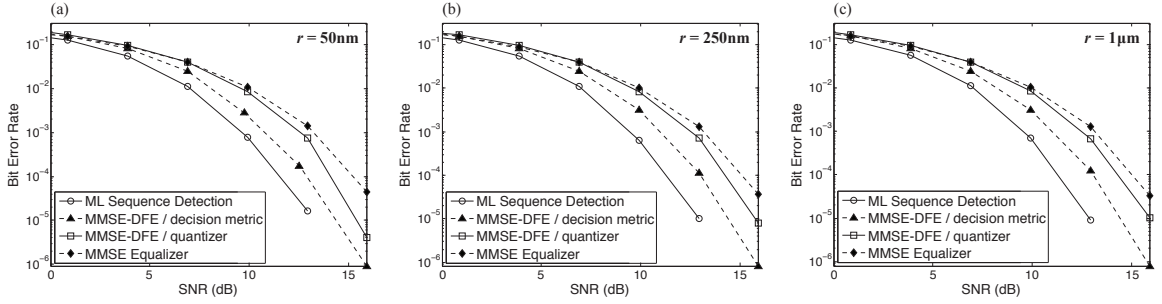 (a)
r = 50nm
10⁻¹
10⁻²
10⁻³
10⁻⁴
10⁻⁵
10⁻⁶
Bit Error Rate
ML Sequence Detection
MMSE-DFE / decision metric
MMSE-DFE / quantizer
MMSE Equalizer
0 5 10 15
SNR (dB)
(b)
r = 250nm
10⁻¹
10⁻²
10⁻³
10⁻⁴
10⁻⁵
10⁻⁶
Bit Error Rate
ML Sequence Detection
MMSE-DFE / decision metric
MMSE-DFE / quantizer
MMSE Equalizer
0 5 10 15
SNR (dB)
(c)
r = 1μm
10⁻¹
10⁻²
10⁻³
10⁻⁴
10⁻⁵
10⁻⁶
Bit Error Rate
ML Sequence Detection
MMSE-DFE / decision metric
MMSE-DFE / quantizer
MMSE Equalizer
0 5 10 15
SNR (dB)